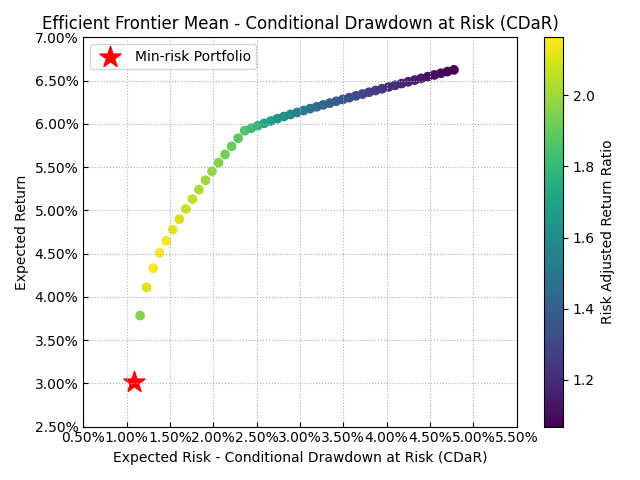 Efficient Frontier Mean - Conditional Drawdown at Risk (CDaR)
Min-risk Portfolio
7.00%
6.50%
6.00%
5.50%
5.00%
4.50%
4.00%
3.50%
3.00%
2.50%
Expected Return
0.50% 1.00% 1.50% 2.00% 2.50% 3.00% 3.50% 4.00% 4.50% 5.00% 5.50%
Expected Risk - Conditional Drawdown at Risk (CDaR)
2.0
1.8
1.6
1.4
1.2
Risk Adjusted Return Ratio